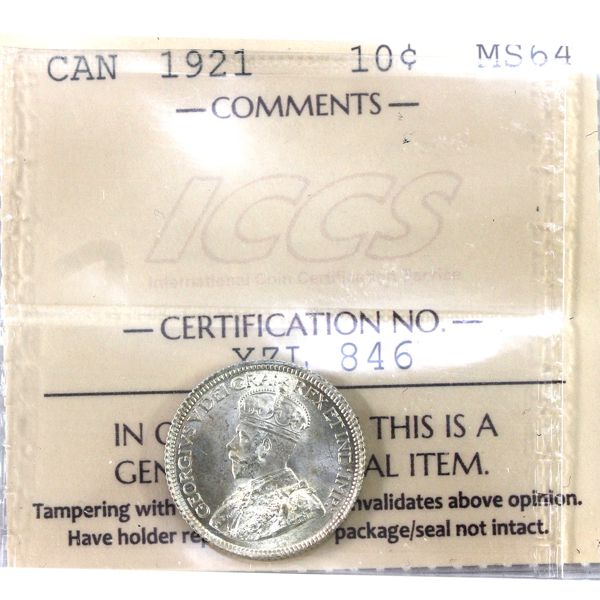 CAN 1921 10¢ MS64
— COMMENTS —
ICCS
International Coin Certification Service
— CERTIFICATION NO. —
XZL 846
IN THIS IS A
GEN AL ITEM.
Tampering with nvalidates above opinion.
Have holder rep package/seal not intact.
GEORGIVS V DEI GRA: REX ET IND: IMP: